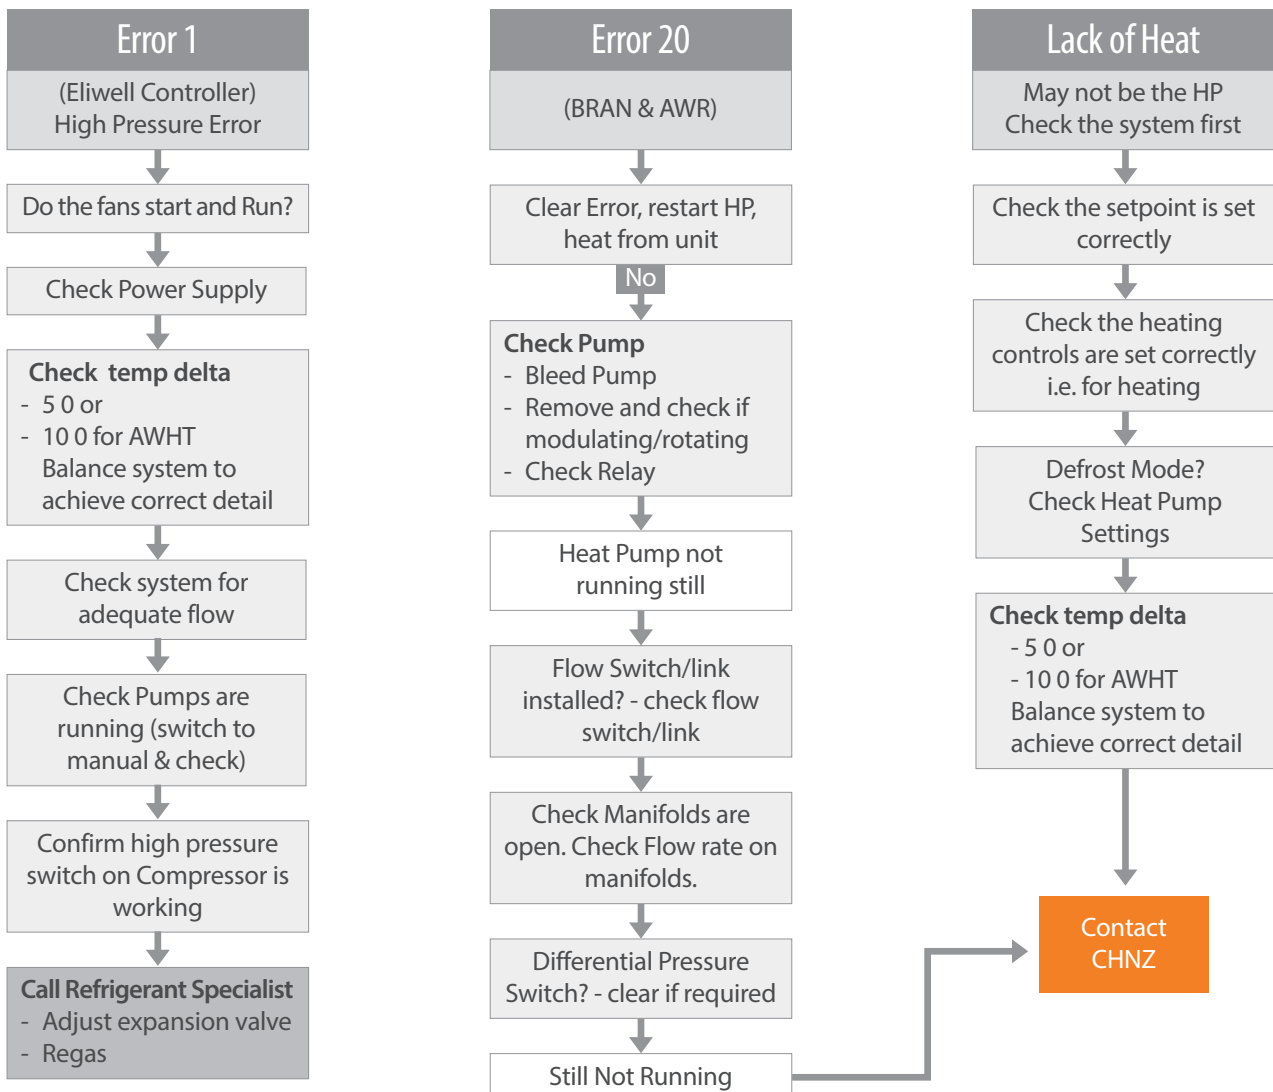 Error 1
(Eliwell Controller)
High Pressure Error
Do the fans start and Run?
Check Power Supply
Check temp delta
- 5 0 or
- 10 0 for AWHT
Balance system to
achieve correct detail
Check system for
adequate flow
Check Pumps are
running (switch to
manual & check)
Confirm high pressure
switch on Compressor is
working
Call Refrigerant Specialist
- Adjust expansion valve
- Regas
Error 20
(BRAN & AWR)
Clear Error, restart HP,
heat from unit
No
Check Pump
- Bleed Pump
- Remove and check if
modulating/rotating
- Check Relay
Heat Pump not
running still
Flow Switch/link
installed? - check flow
switch/link
Check Manifolds are
open. Check Flow rate on
manifolds.
Differential Pressure
Switch? - clear if required
Still Not Running
Lack of Heat
May not be the HP
Check the system first
Check the setpoint is set
correctly
Check the heating
controls are set correctly
i.e. for heating
Defrost Mode?
Check Heat Pump
Settings
Check temp delta
- 5 0 or
- 10 0 for AWHT
Balance system to
achieve correct detail
Contact
CHNZ